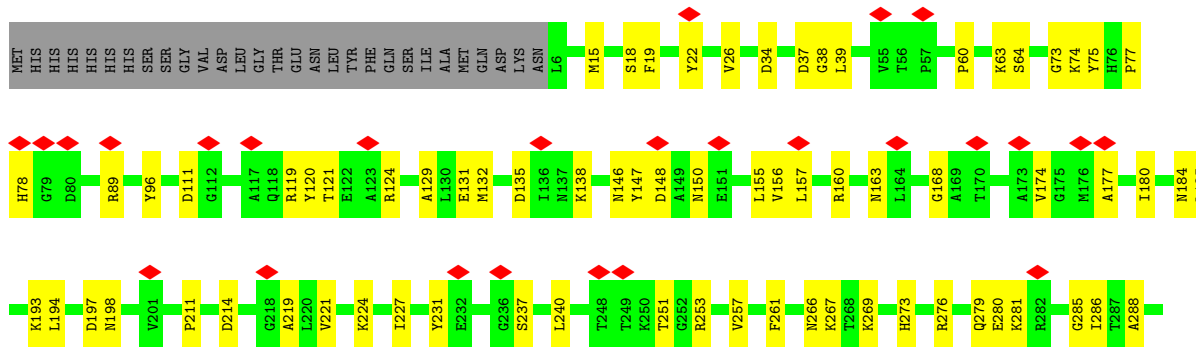 MET HIS HIS HIS HIS HIS HIS SER SER GLY VAL ASP LEU GLY THR GLU ASN LEU TYR PHE GLN SER ILE ALA MET GLN ASP LYS ASN L6 M15 S18 F19 Y22 V26 D34 D37 G38 L39 V55 T56 P57 P60 K63 S64 G73 K74 Y75 H76 P77
H78 G79 D80 R89 Y96 D111 G112 A117 Q118 R119 Y120 T121 E122 A123 R124 A129 L130 E131 M132 D135 I136 N137 K138 N146 Y147 D148 A149 N150 E151 L155 V156 L157 R160 N163 L164 G168 A169 T170 A173 V174 G175 M176 A177 I180 N184
K193 L194 D197 N198 V201 P211 D214 G218 A219 L220 V221 K224 I227 Y231 E232 G236 S237 L240 T248 T249 K250 T251 G252 R253 V257 F261 N266 K267 T268 K269 H273 R276 Q279 E280 K281 R282 G285 I286 T287 A288